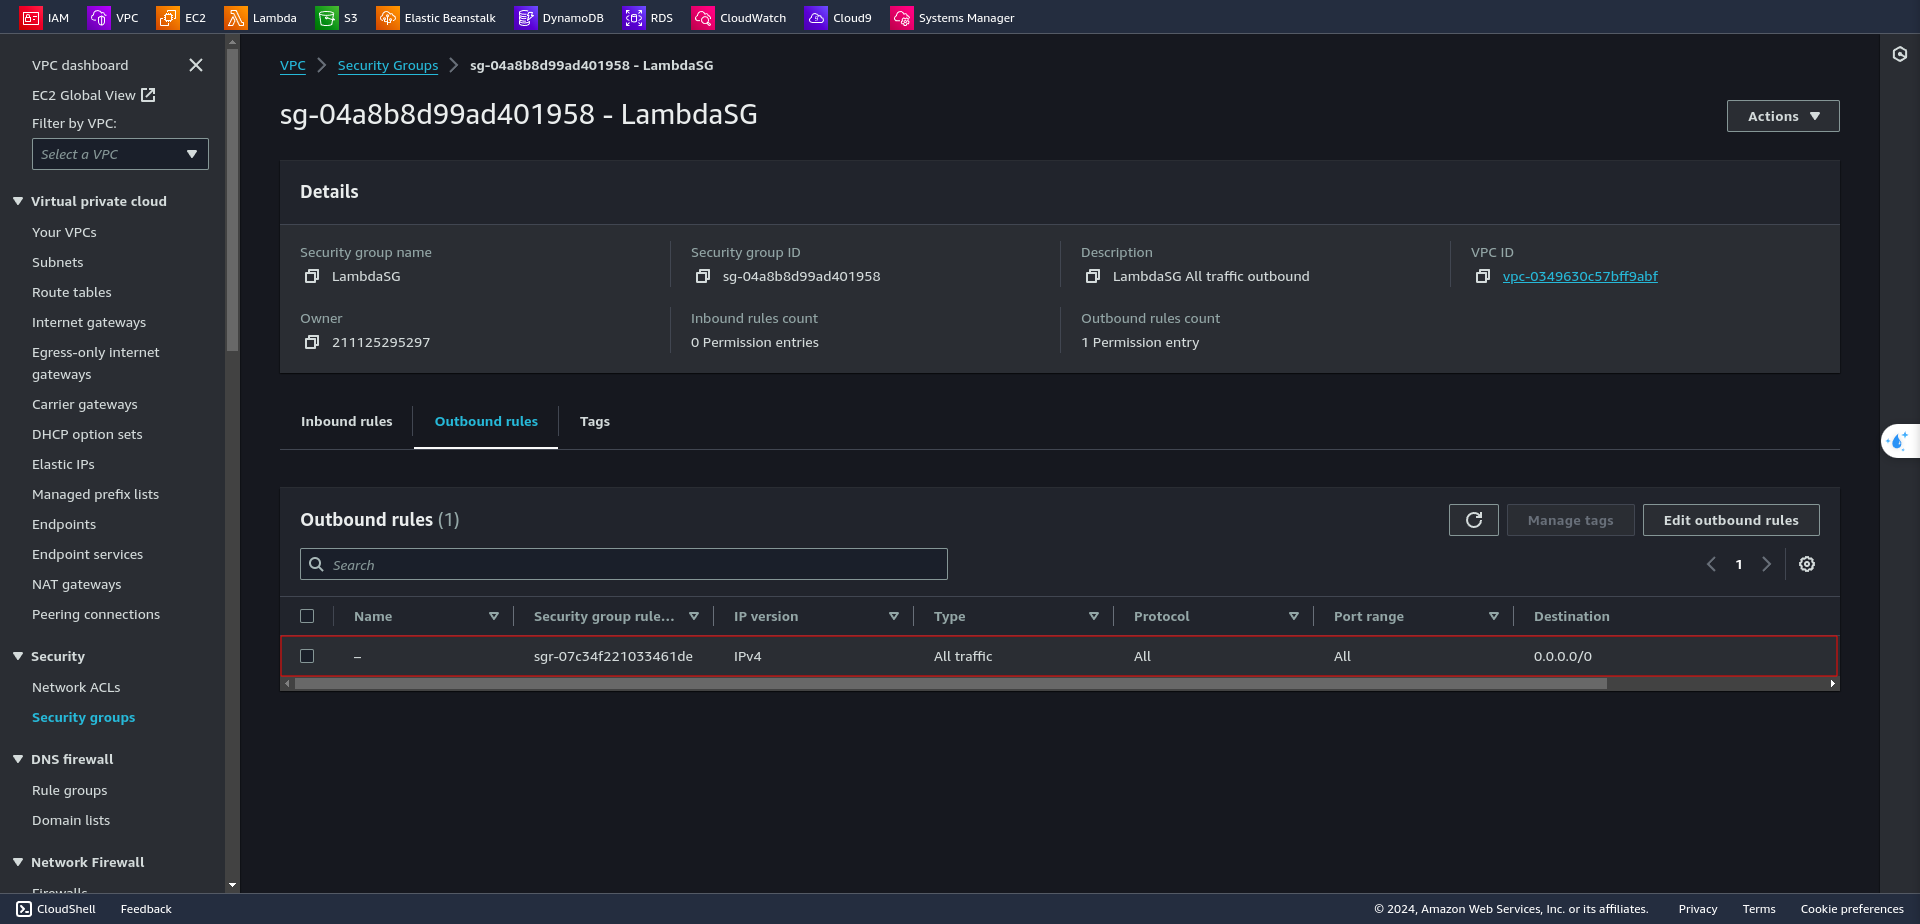 IAM VPC EC2 Lambda S3 Elastic Beanstalk DynamoDB RDS CloudWatch Cloud9 Systems Manager
VPC dashboard
EC2 Global View
Filter by VPC:
Select a VPC
Virtual private cloud
Your VPCs
Subnets
Route tables
Internet gateways
Egress-only internet
gateways
Carrier gateways
DHCP option sets
Elastic IPs
Managed prefix lists
Endpoints
Endpoint services
NAT gateways
Peering connections
Security
Network ACLs
Security groups
DNS firewall
Rule groups
Domain lists
Network Firewall
Firewalls
VPC Security Groups sg-04a8b8d99ad401958 - LambdaSG
sg-04a8b8d99ad401958 - LambdaSG
Actions
Details
Security group name Security group ID Description VPC ID
LambdaSG sg-04a8b8d99ad401958 LambdaSG All traffic outbound vpc-0349630c57bff9abf
Owner Inbound rules count Outbound rules count
211125295297 0 Permission entries 1 Permission entry
Inbound rules Outbound rules Tags
Outbound rules (1) Manage tags Edit outbound rules
Search 1
Name Security group rule... IP version Type Protocol Port range Destination
– sgr-07c34f221033461de IPv4 All traffic All All 0.0.0.0/0
CloudShell Feedback © 2024, Amazon Web Services, Inc. or its affiliates. Privacy Terms Cookie preferences